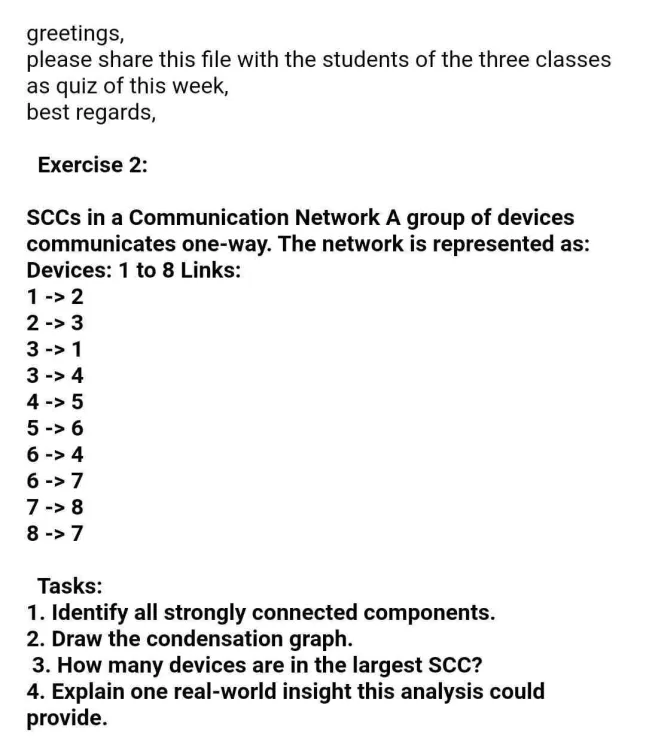 greetings,
please share this file with the students of the three classes
as quiz of this week,
best regards,
Exercise 2:
SCCs in a Communication Network A group of devices
communicates one-way. The network is represented as:
Devices: 1 to 8 Links:
1 -> 2
2 -> 3
3 -> 1
3 -> 4
4 -> 5
5 -> 6
6 -> 4
6 -> 7
7 -> 8
8 -> 7
Tasks:
1. Identify all strongly connected components.
2. Draw the condensation graph.
3. How many devices are in the largest SCC?
4. Explain one real-world insight this analysis could
provide.